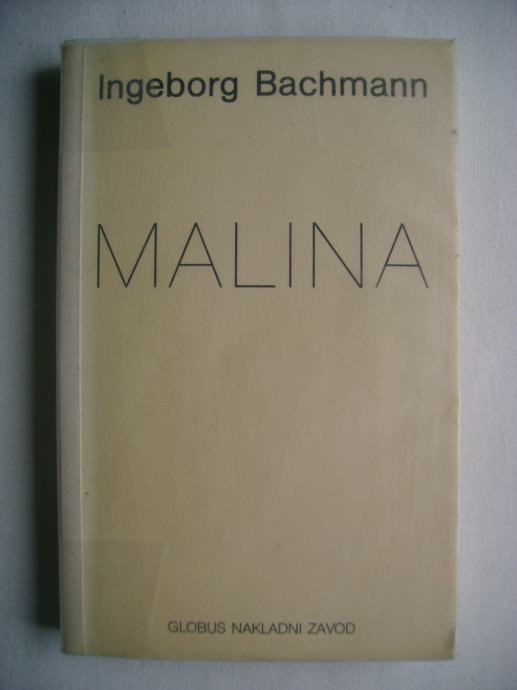 Ingeborg Bachmann
MALINA
GLOBUS NAKLADNI ZAVOD